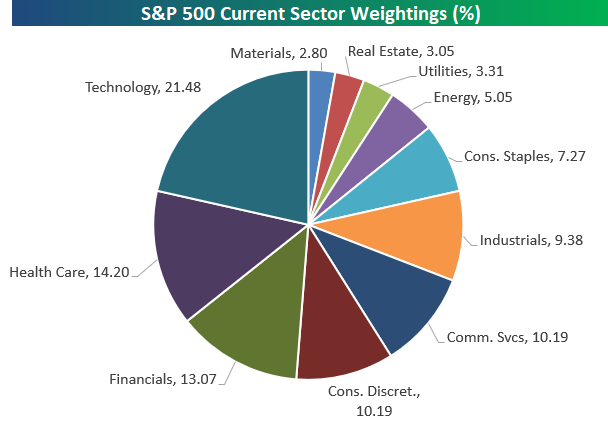 S&P 500 Current Sector Weightings (%)
Materials, 2.80
Real Estate, 3.05
Utilities, 3.31
Energy, 5.05
Cons. Staples, 7.27
Industrials, 9.38
Comm. Svcs, 10.19
Cons. Discret.,
10.19
Financials, 13.07
Health Care, 14.20
Technology, 21.48